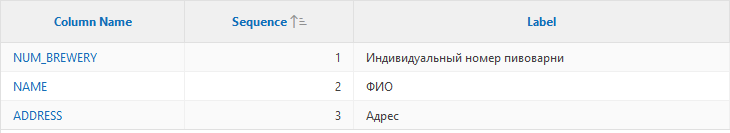 Column Name Sequence Label
NUM_BREWERY 1 Индивидуальный номер пивоварни
NAME 2 ФИО
ADDRESS 3 Адрес